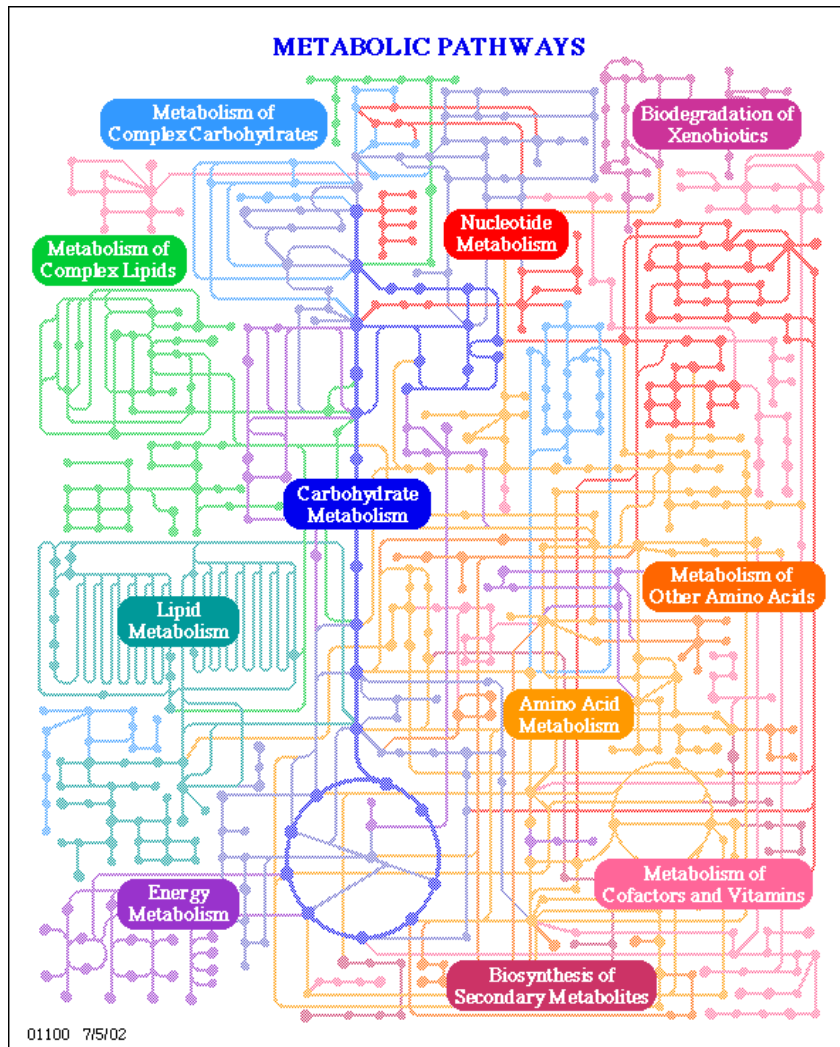 METABOLIC PATHWAYS
Metabolism of
Complex Carbohydrates
Biodegradation of
Xenobiotics
Nucleotide
Metabolism
Metabolism of
Complex Lipids
Carbohydrate
Metabolism
Metabolism of
Other Amino Acids
Lipid
Metabolism
Amino Acid
Metabolism
Metabolism of
Cofactors and Vitamins
Energy
Metabolism
Biosynthesis of
Secondary Metabolites
01100 7/5/02